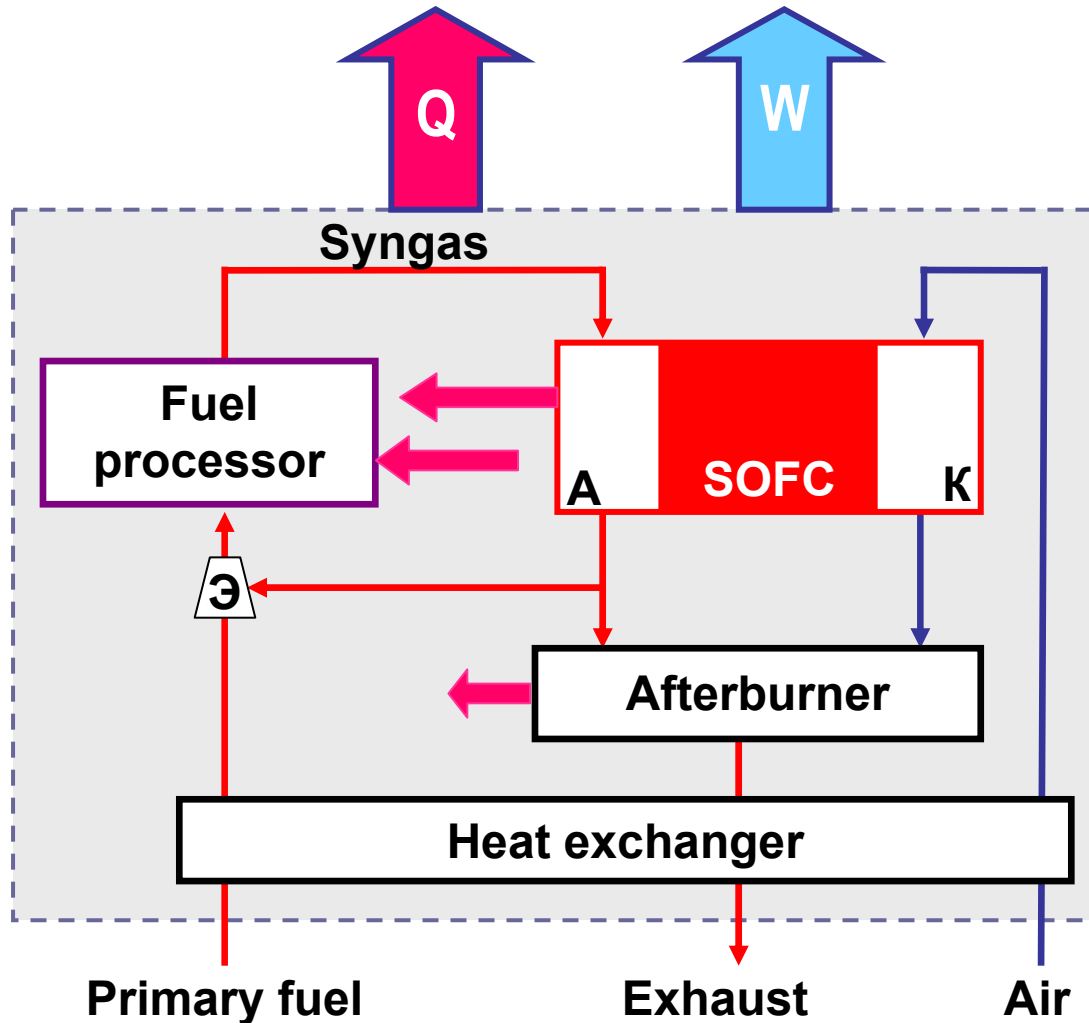 Q
W
Syngas
Fuel
processor
А
SOFC
К
Э
Afterburner
Heat exchanger
Primary fuel
Exhaust
Air